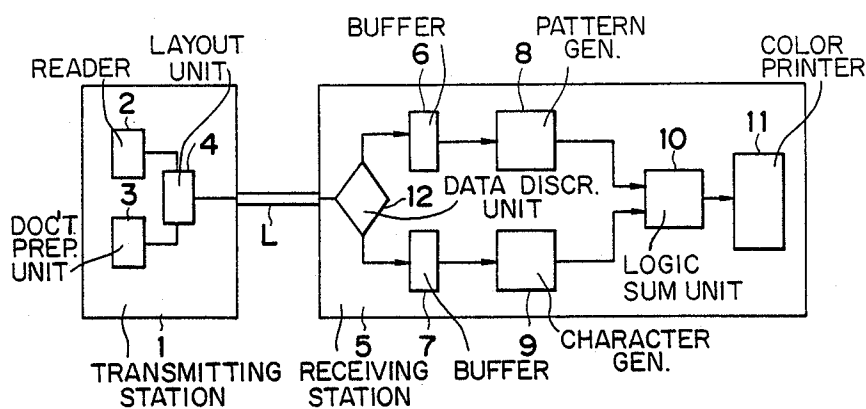 LAYOUT
UNIT
READER
2
4
3
DOC'T.
PREP.
UNIT
1
TRANSMITTING
STATION
L
BUFFER
6
PATTERN
GEN.
8
COLOR
PRINTER
11
10
12
DATA DISCR.
UNIT
LOGIC
SUM UNIT
5
7
9
RECEIVING
STATION
BUFFER
CHARACTER
GEN.